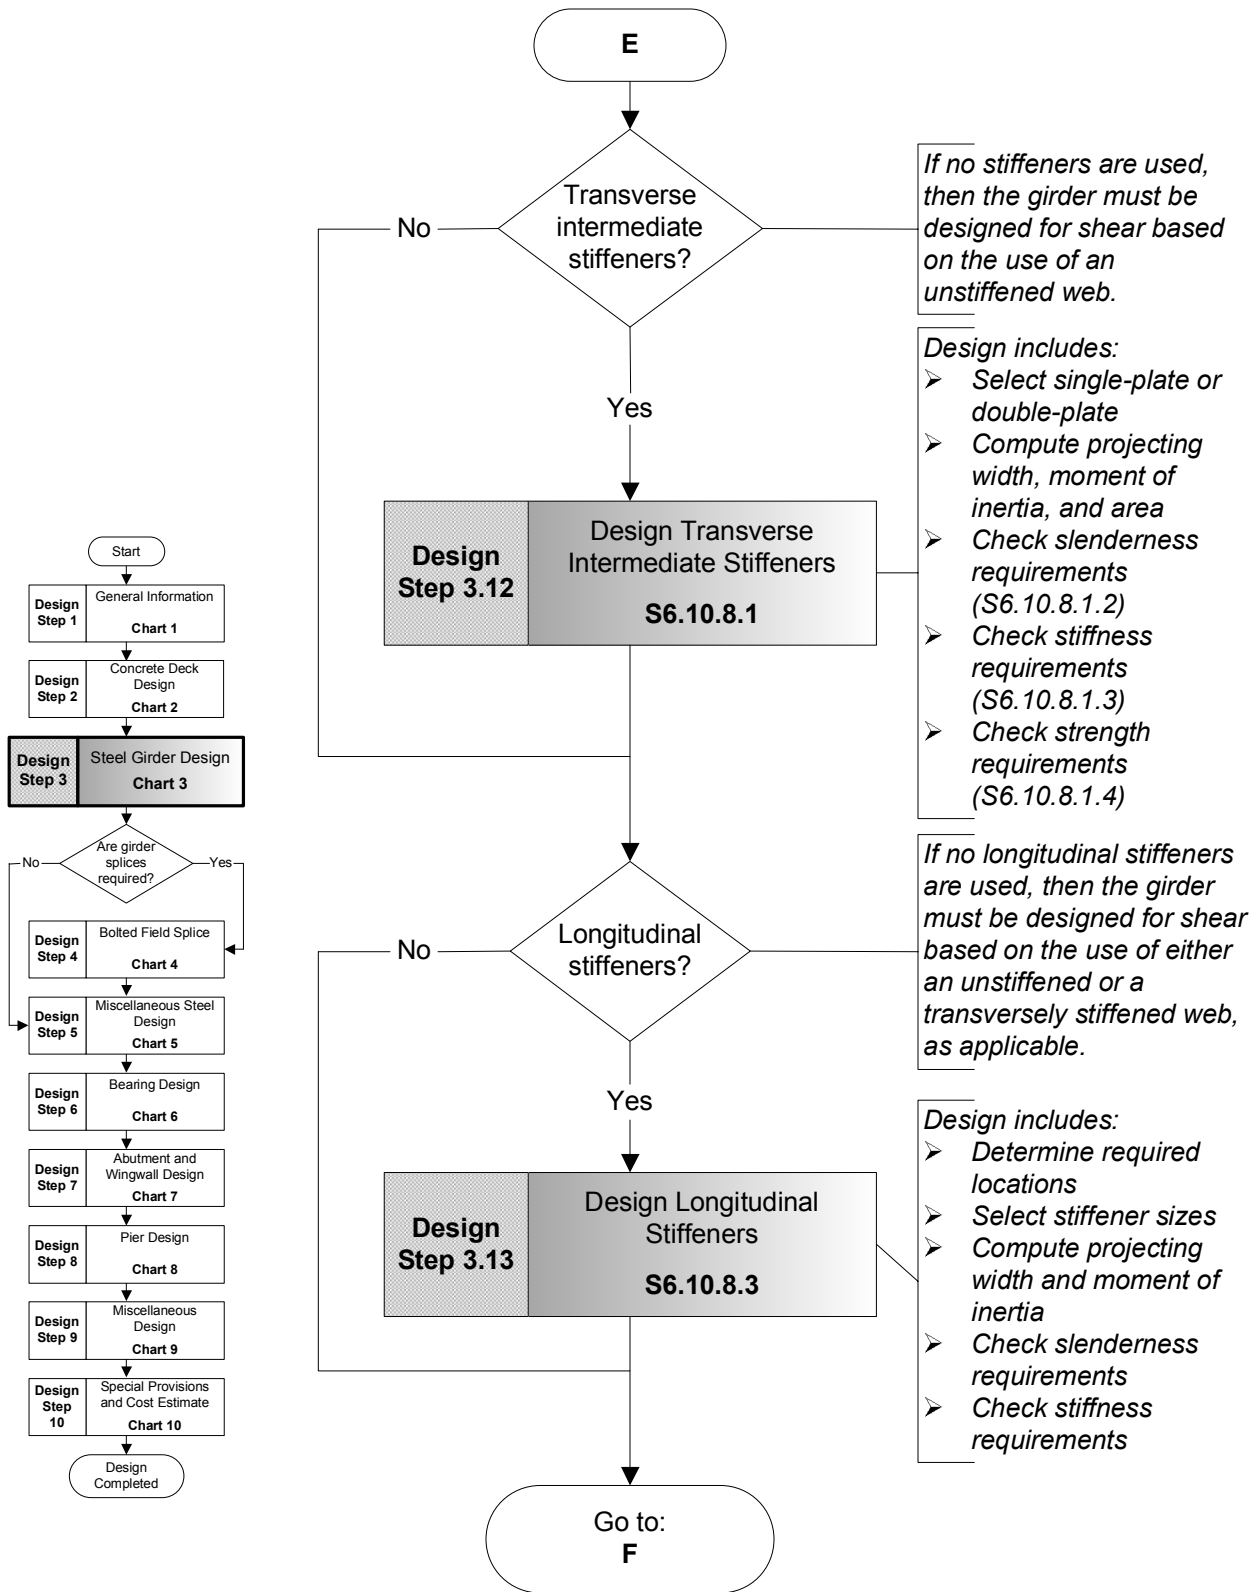 E
Transverse
intermediate
stiffeners?
No
Yes
If no stiffeners are used,
then the girder must be
designed for shear based
on the use of an
unstiffened web.
Design
Step 3.12
Design Transverse
Intermediate Stiffeners
S6.10.8.1
Design includes:
➢ Select single-plate or
double-plate
➢ Compute projecting
width, moment of
inertia, and area
➢ Check slenderness
requirements
(S6.10.8.1.2)
➢ Check stiffness
requirements
(S6.10.8.1.3)
➢ Check strength
requirements
(S6.10.8.1.4)
Longitudinal
stiffeners?
No
Yes
If no longitudinal stiffeners
are used, then the girder
must be designed for shear
based on the use of either
an unstiffened or a
transversely stiffened web,
as applicable.
Design
Step 3.13
Design Longitudinal
Stiffeners
S6.10.8.3
Design includes:
➢ Determine required
locations
➢ Select stiffener sizes
➢ Compute projecting
width and moment of
inertia
➢ Check slenderness
requirements
➢ Check stiffness
requirements
Go to:
F
Start
Design
Step 1
General Information
Chart 1
Design
Step 2
Concrete Deck
Design
Chart 2
Design
Step 3
Steel Girder Design
Chart 3
Are girder
splices
required?
No
Yes
Design
Step 4
Bolted Field Splice
Chart 4
Design
Step 5
Miscellaneous Steel
Design
Chart 5
Design
Step 6
Bearing Design
Chart 6
Design
Step 7
Abutment and
Wingwall Design
Chart 7
Design
Step 8
Pier Design
Chart 8
Design
Step 9
Miscellaneous
Design
Chart 9
Design
Step
10
Special Provisions
and Cost Estimate
Chart 10
Design
Completed